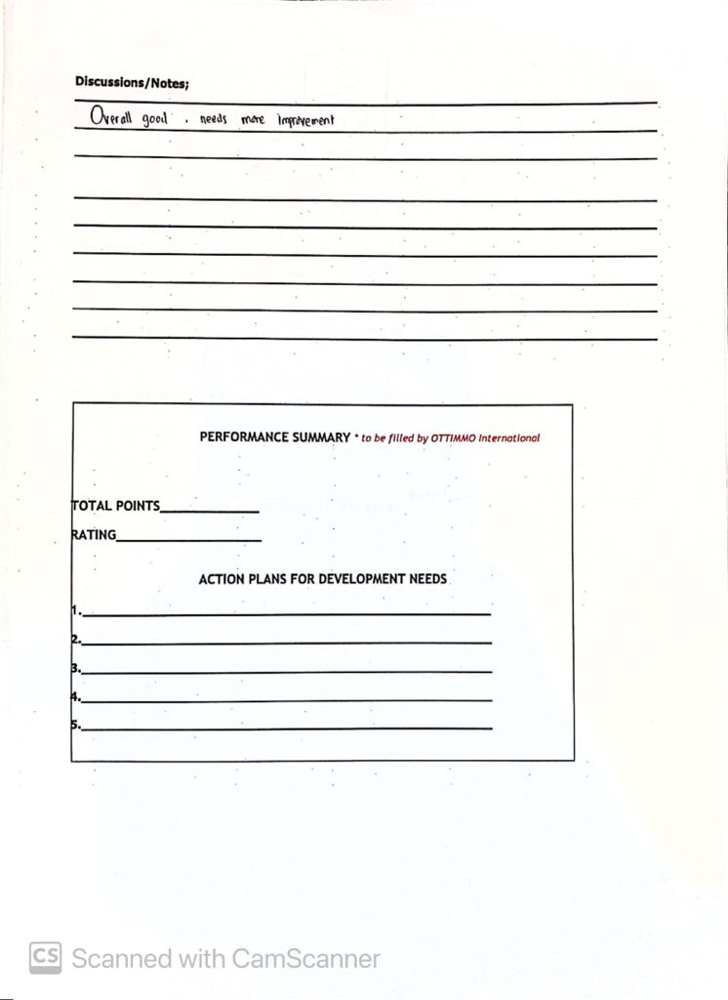 Discussions/Notes;
Overall good . needs more improvement
PERFORMANCE SUMMARY * to be filled by OTTIMMO International
TOTAL POINTS
RATING
ACTION PLANS FOR DEVELOPMENT NEEDS
1.
2.
3.
4.
5.
CS Scanned with CamScanner